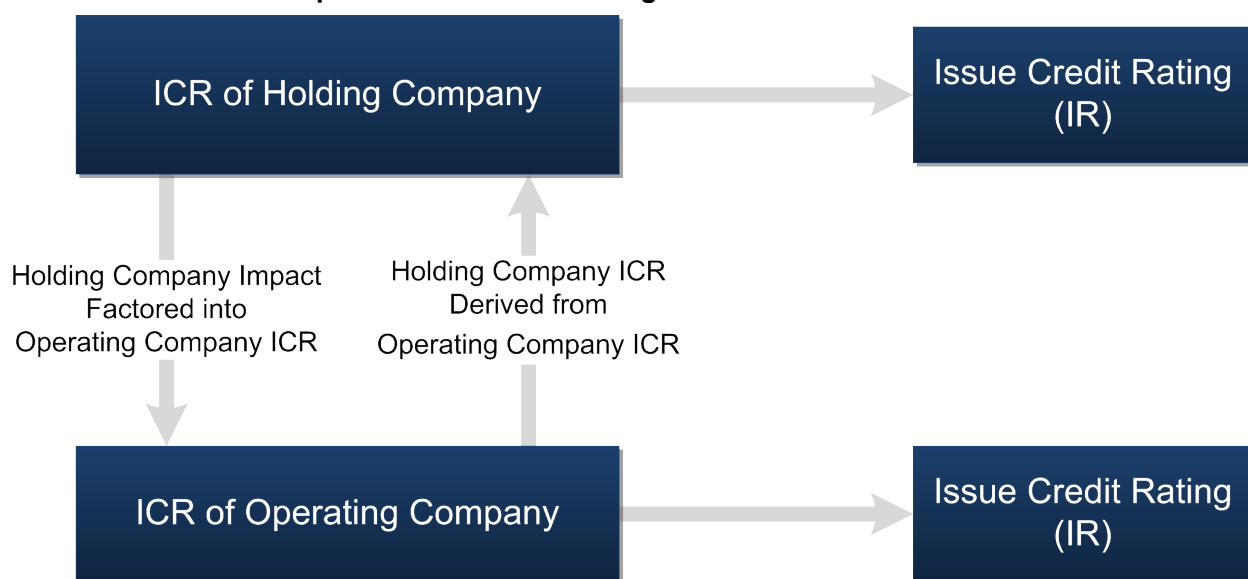 ICR of Holding Company
Issue Credit Rating
(IR)
Holding Company Impact
Factored into
Operating Company ICR
Holding Company ICR
Derived from
Operating Company ICR
ICR of Operating Company
Issue Credit Rating
(IR)